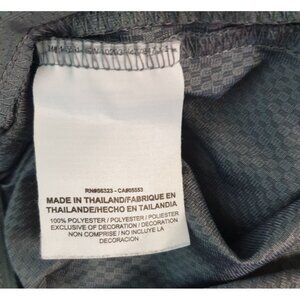 RN#56323 - CA#05553
MADE IN THAILAND/FABRIQUE EN
THAILANDE/HECHO EN TAILANDIA
100% POLYESTER / POLYESTER / POLIESTER
EXCLUSIVE OF DECORATION / DECORATION
NON COMPRISE / NO INCLUYE LA
DECORACION